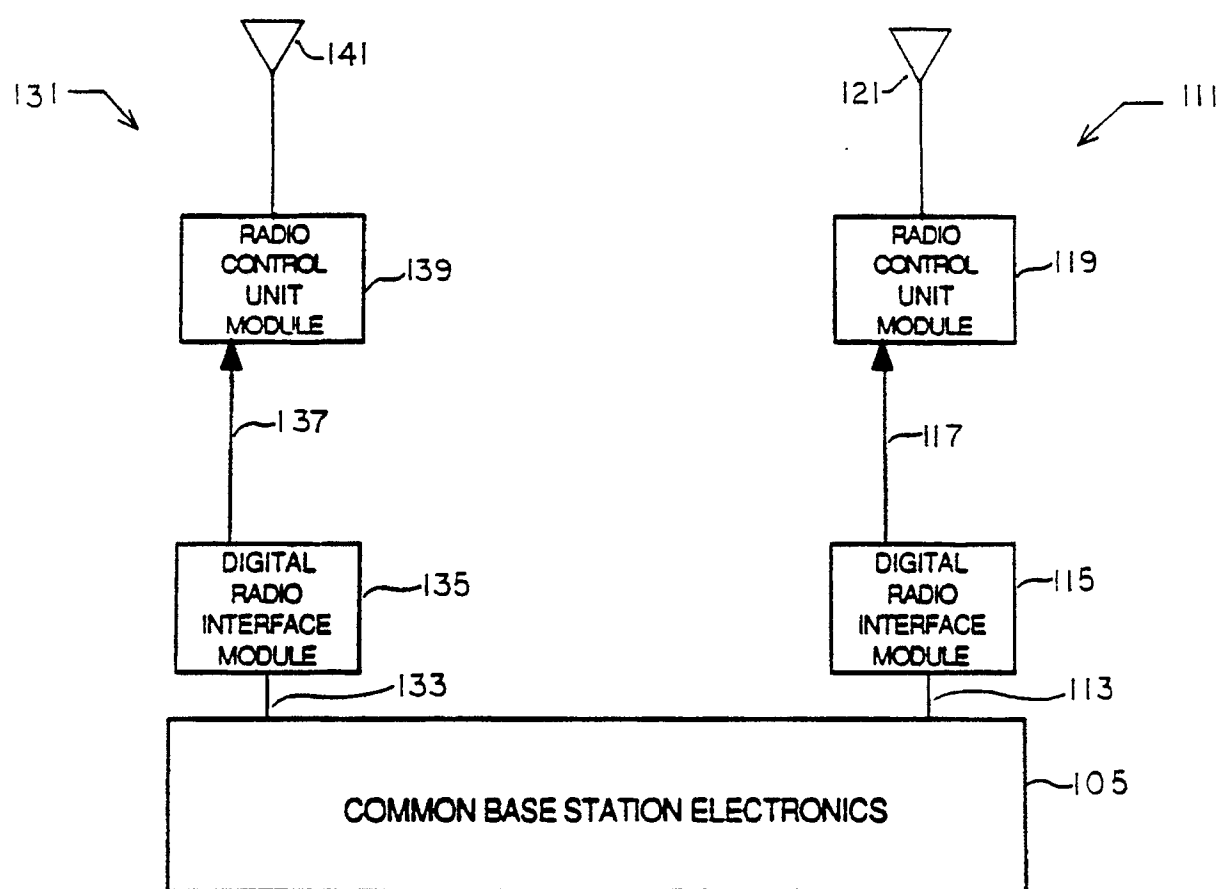 141
121
131
111
RADIO
CONTROL
UNIT
MODULE
139
RADIO
CONTROL
UNIT
MODULE
119
137
117
DIGITAL
RADIO
INTERFACE
MODULE
135
DIGITAL
RADIO
INTERFACE
MODULE
115
133
113
COMMON BASE STATION ELECTRONICS
105